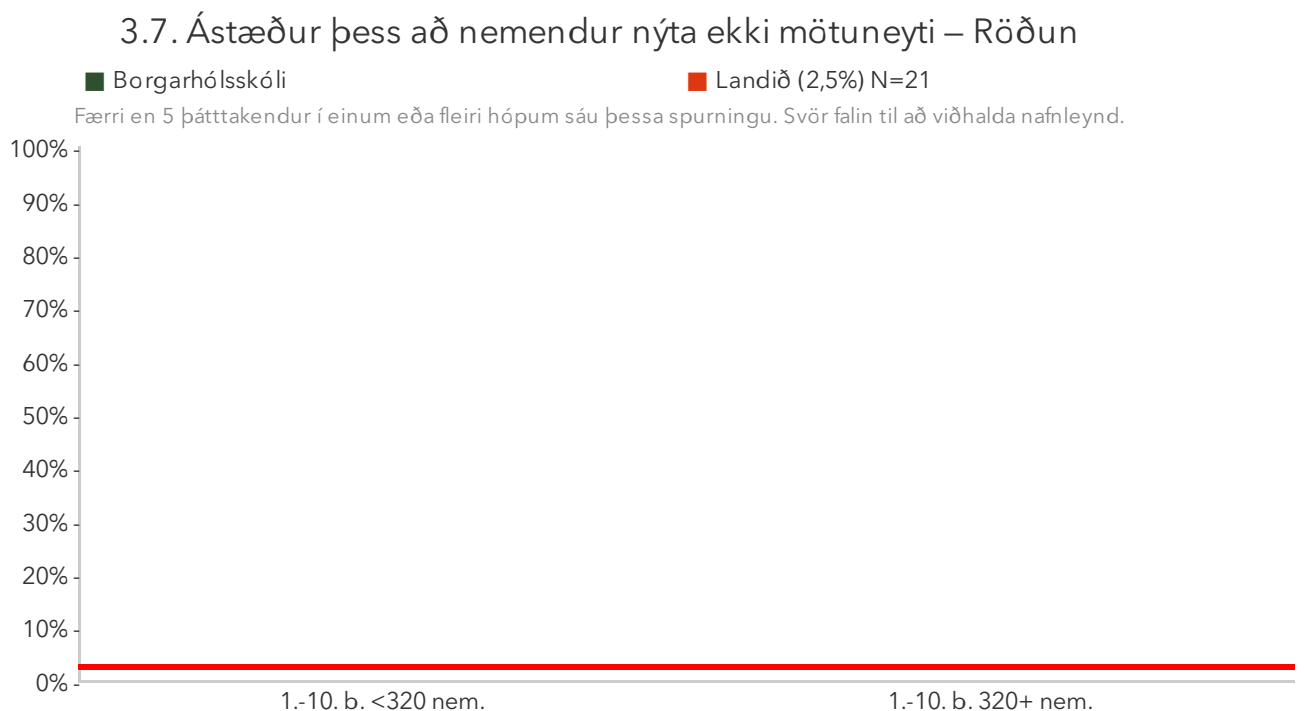 3.7. Ástæður þess að nemendur nýta ekki mötuneyti – Röðun
Borgarhólsskóli
Landið (2,5%) N=21
Færri en 5 þátttakendur í einum eða fleiri hópum sáu þessa spurningu. Svör falin til að viðhalda nafnleynd.
100%
90%
80%
70%
60%
50%
40%
30%
20%
10%
0%
1.-10. b. <320 nem.
1.-10. b. 320+ nem.